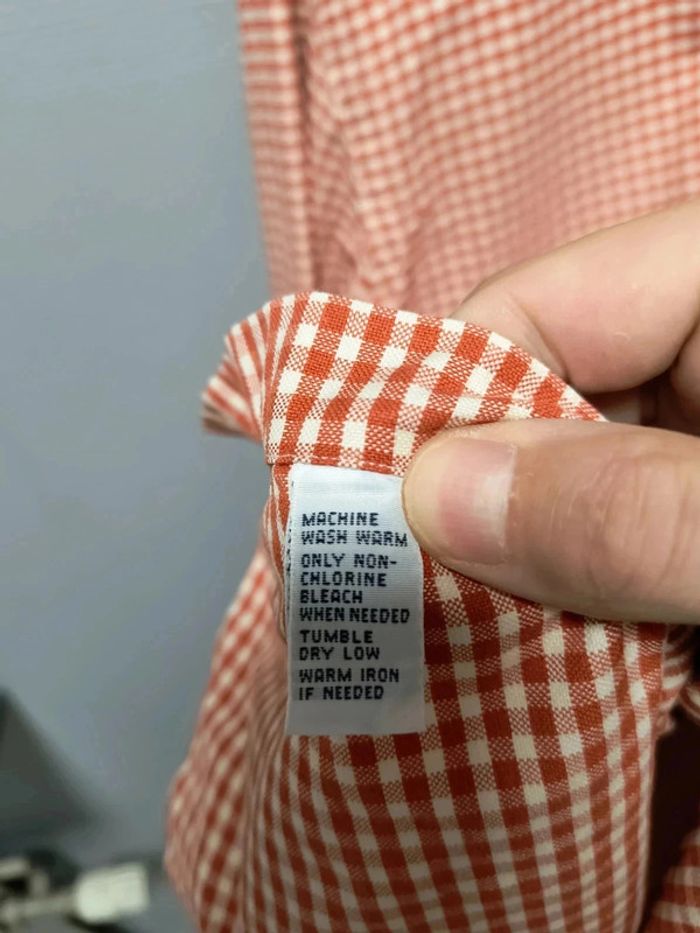 MACHINE
WASH WARM
ONLY NON-
CHLORINE
BLEACH
WHEN NEEDED
TUMBLE
DRY LOW
WARM IRON
IF NEEDED